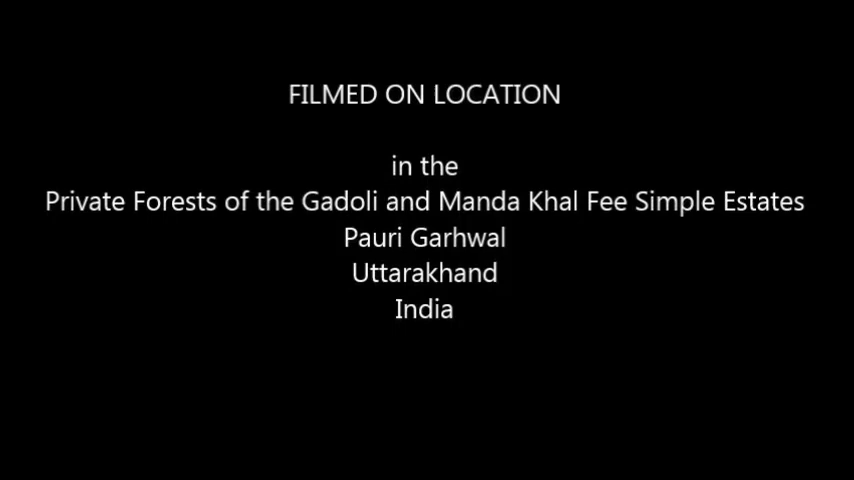 FILMED ON LOCATION
in the
Private Forests of the Gadoli and Manda Khal Fee Simple Estates
Pauri Garhwal
Uttarakhand
India